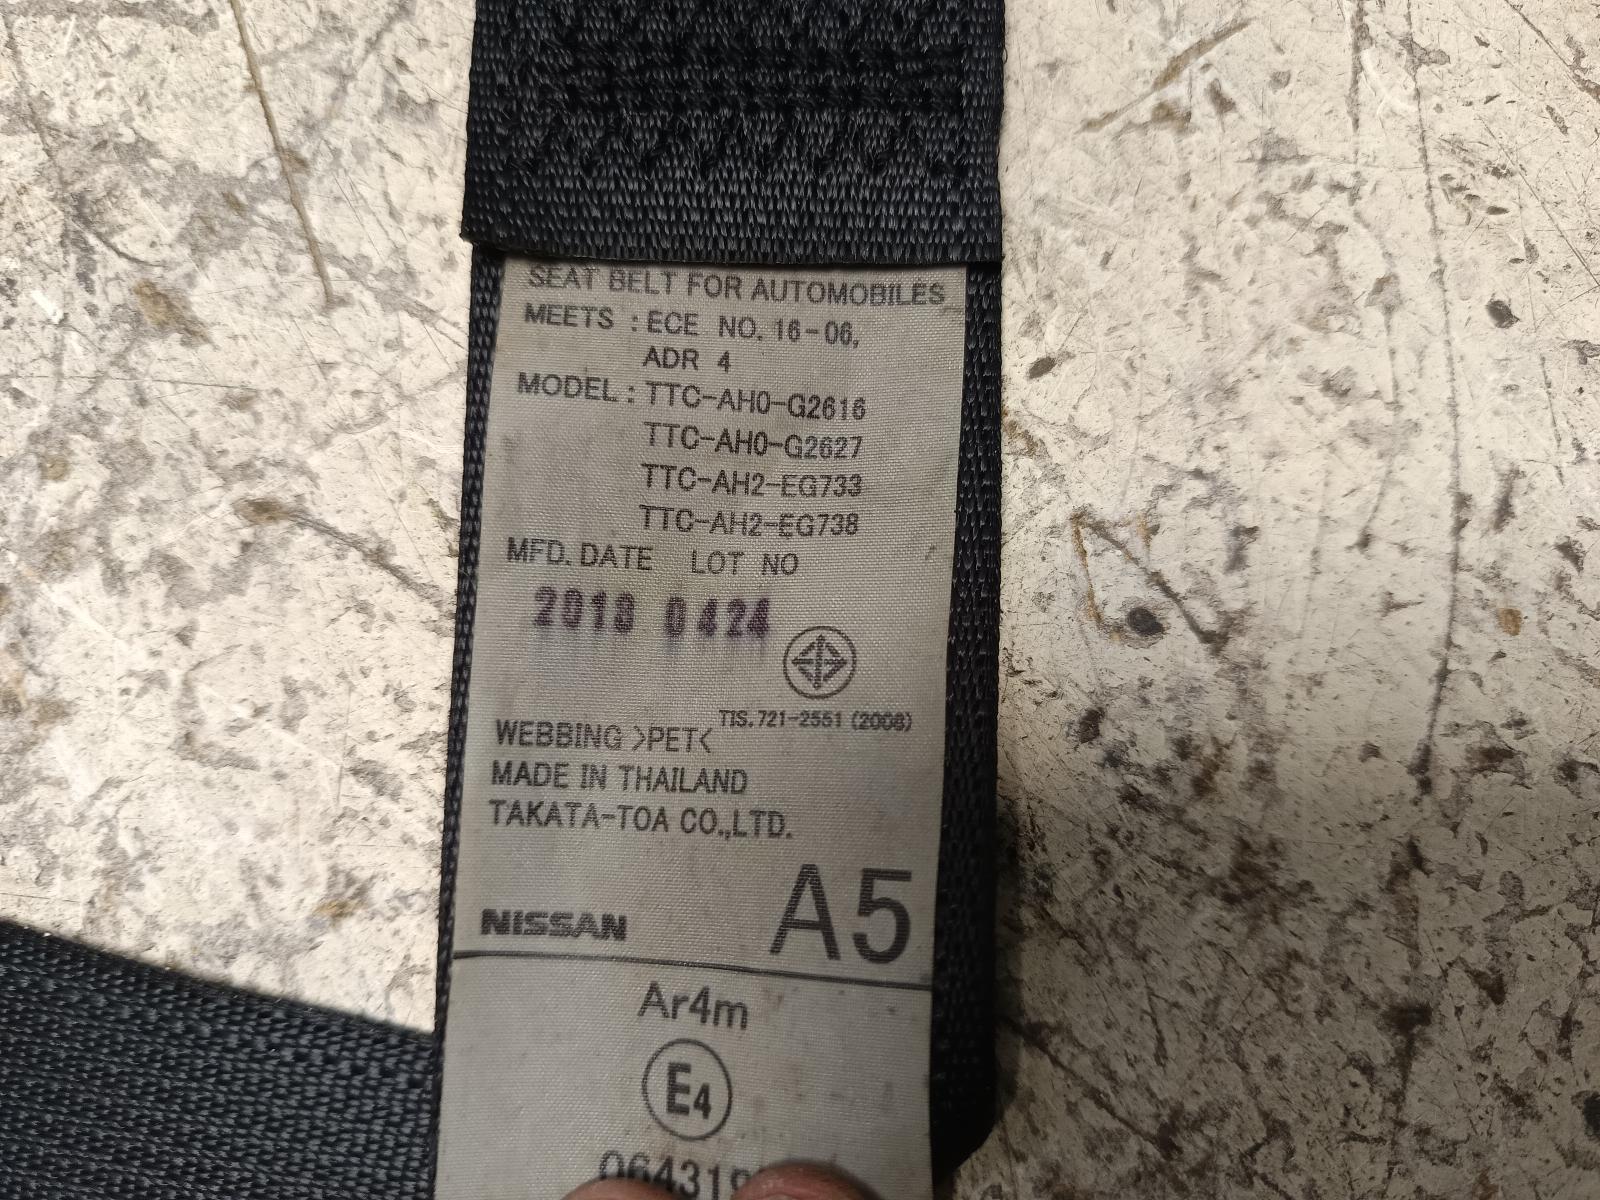 SEAT BELT FOR AUTOMOBILES
MEETS : ECE NO. 16-06,
ADR 4
MODEL : TTC-AH0-G2616
TTC-AH0-G2627
TTC-AH2-EG733
TTC-AH2-EG738
MFD. DATE LOT NO
2018 0424
TIS. 721-2551 (2008)
WEBBING >PET<
MADE IN THAILAND
TAKATA-TOA CO.,LTD.
A5
NISSAN
Ar4m
E4